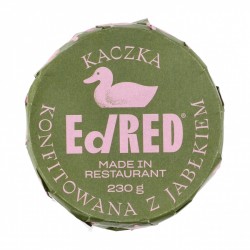 KACZKA
EdRED
MADE IN
RESTAURANT
230 g
KONFITOWANA Z JABŁKIEM